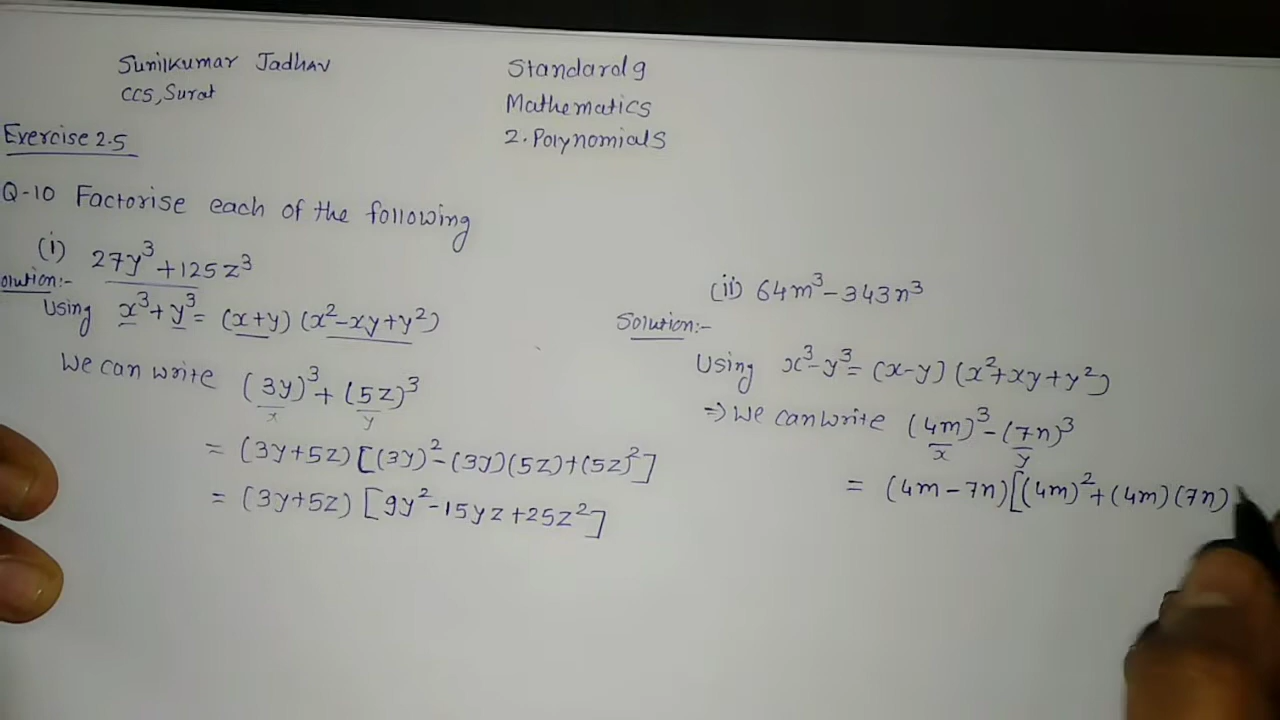 Sunilkumar Jadhav
CCS, Surat
Standard 9
Mathematics
2. Polynomials
Exercise 2.5
Q-10 Factorise each of the following
(i) 27y³ + 125z³
olution:-
Using x³ + y³ = (x+y) (x² - xy + y²)
We can write (3y)³ + (5z)³
x y
= (3y+5z) [(3y)² - (3y)(5z) + (5z)²]
= (3y+5z) [9y² - 15yz + 25z²]
(ii) 64m³ - 343n³
Solution:-
Using x³ - y³ = (x-y) (x² + xy + y²)
⇒ We can write (4m)³ - (7n)³
x y
= (4m - 7n) [(4m)² + (4m) (7n)